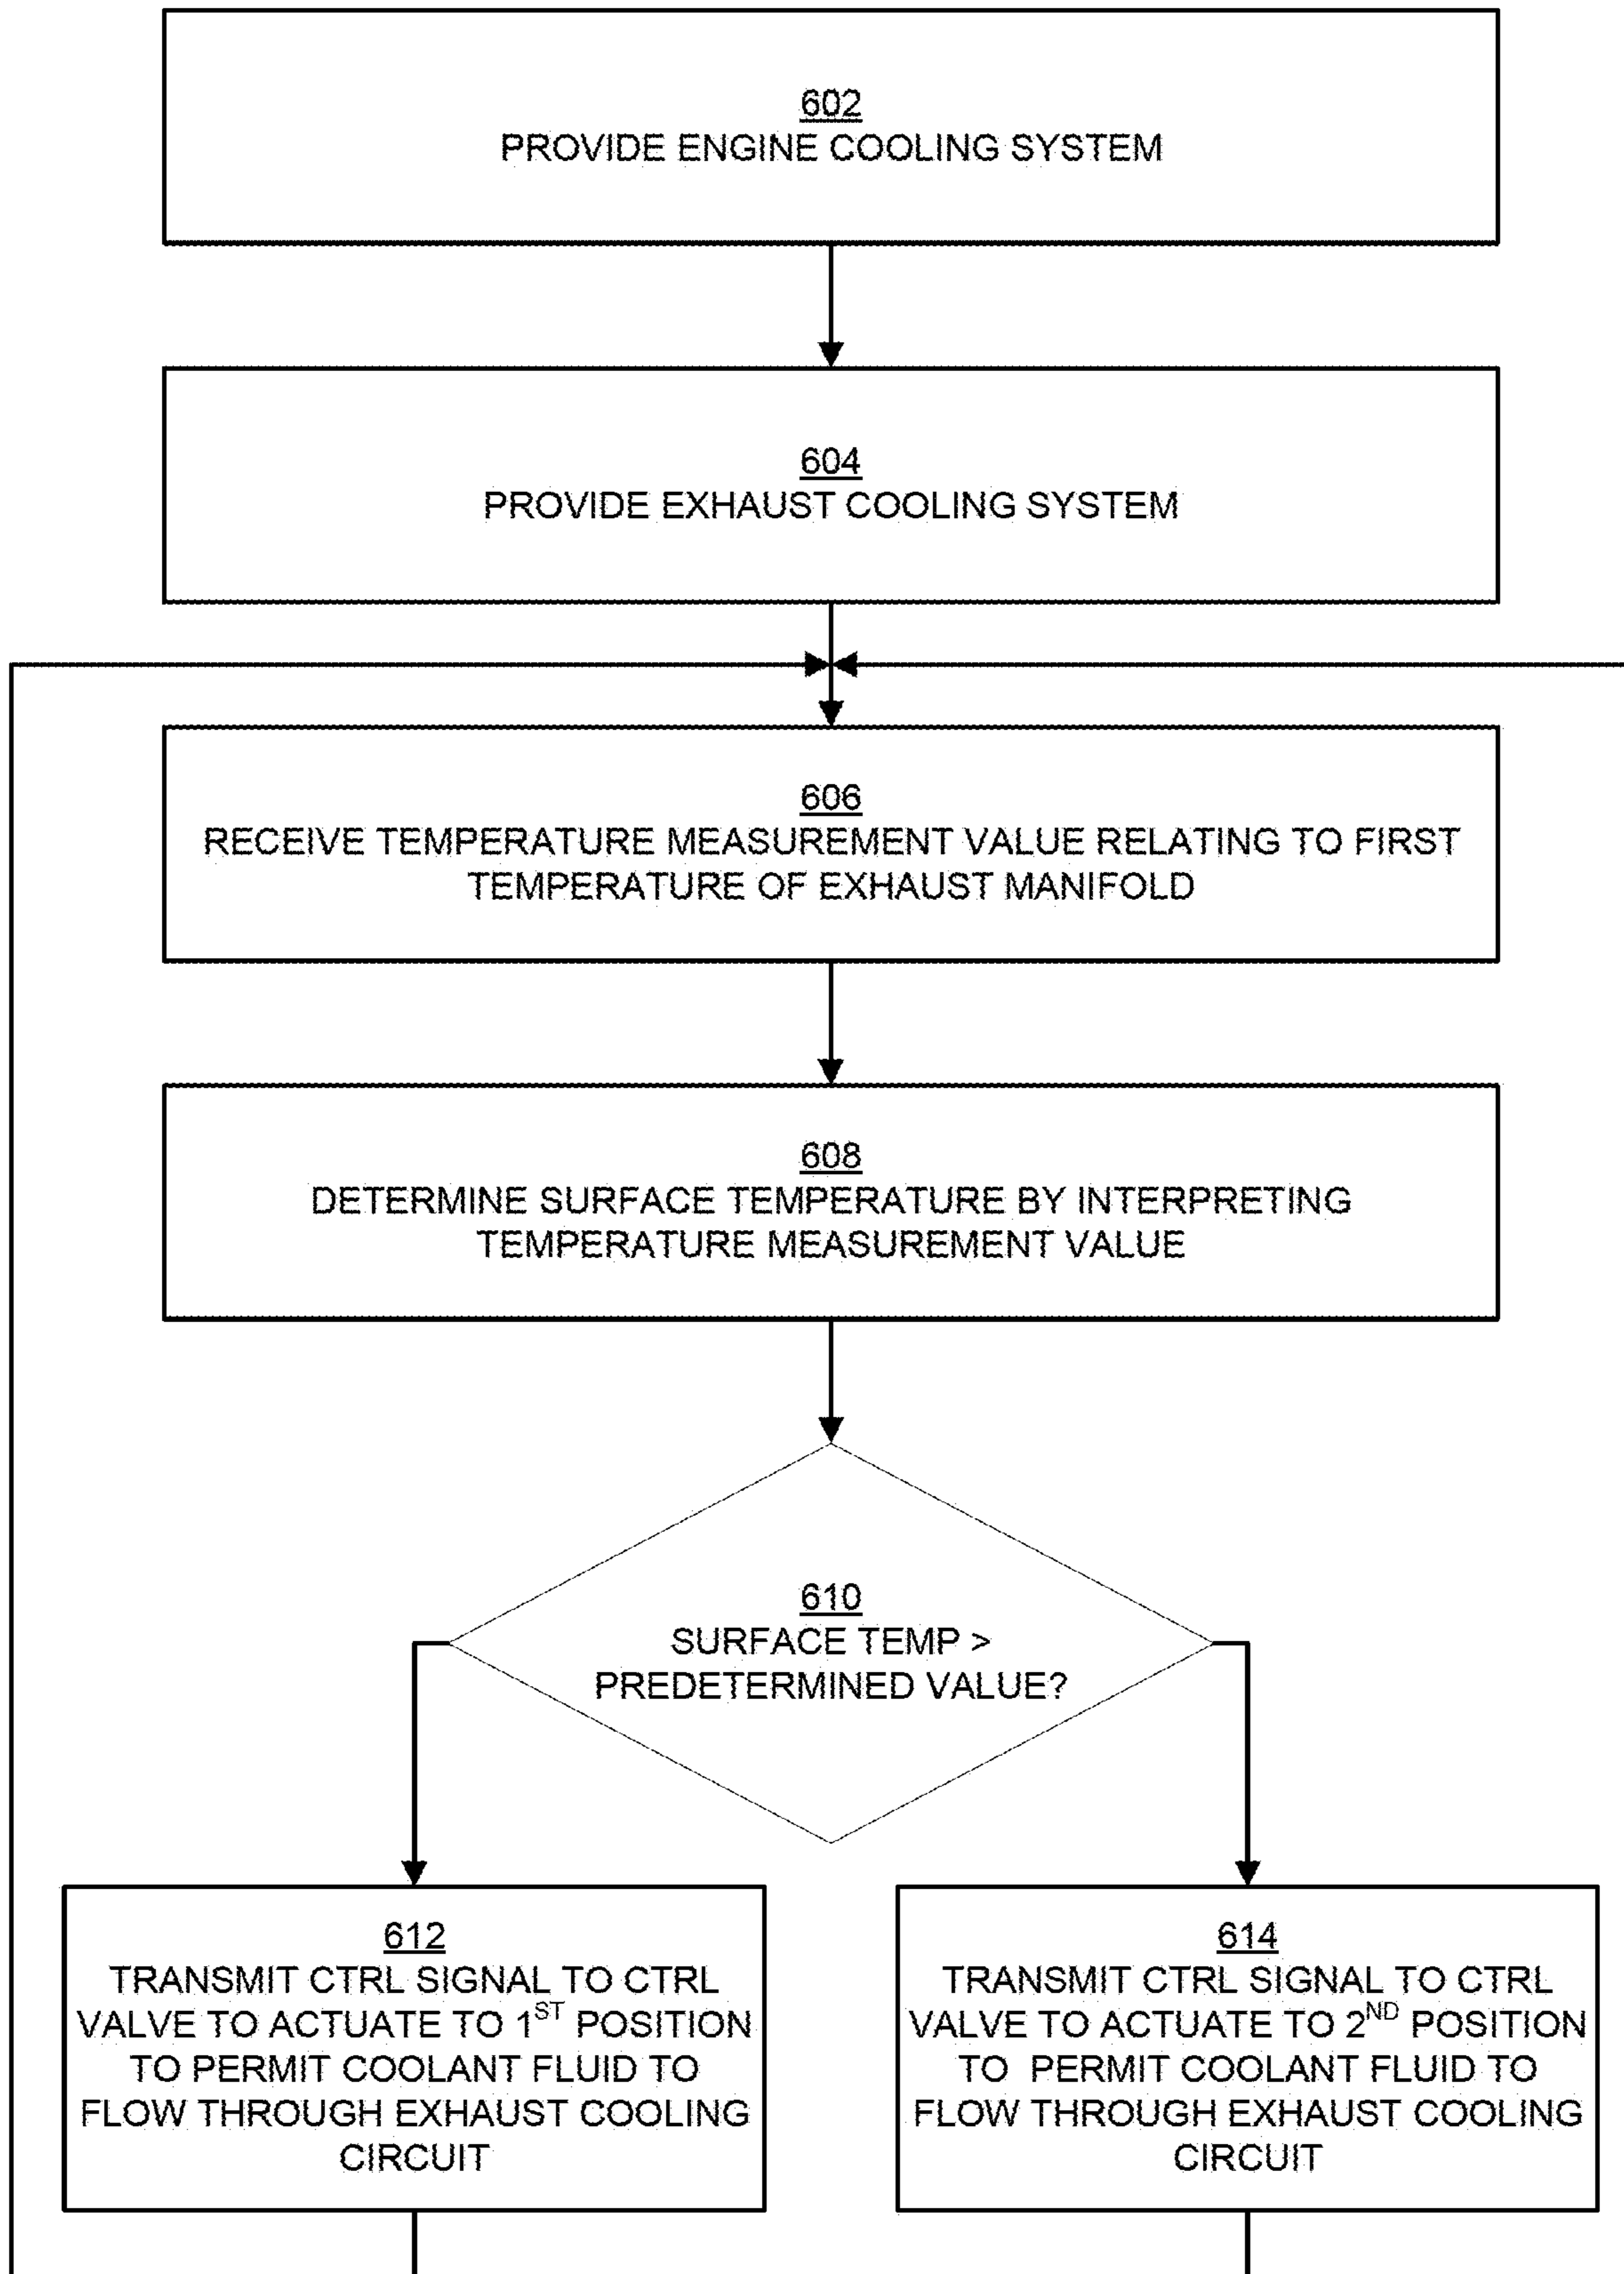 602
PROVIDE ENGINE COOLING SYSTEM
604
PROVIDE EXHAUST COOLING SYSTEM
606
RECEIVE TEMPERATURE MEASUREMENT VALUE RELATING TO FIRST
TEMPERATURE OF EXHAUST MANIFOLD
608
DETERMINE SURFACE TEMPERATURE BY INTERPRETING
TEMPERATURE MEASUREMENT VALUE
610
SURFACE TEMP >
PREDETERMINED VALUE?
612
TRANSMIT CTRL SIGNAL TO CTRL
VALVE TO ACTUATE TO 1ST POSITION
TO PERMIT COOLANT FLUID TO
FLOW THROUGH EXHAUST COOLING
CIRCUIT
614
TRANSMIT CTRL SIGNAL TO CTRL
VALVE TO ACTUATE TO 2ND POSITION
TO PERMIT COOLANT FLUID TO
FLOW THROUGH EXHAUST COOLING
CIRCUIT